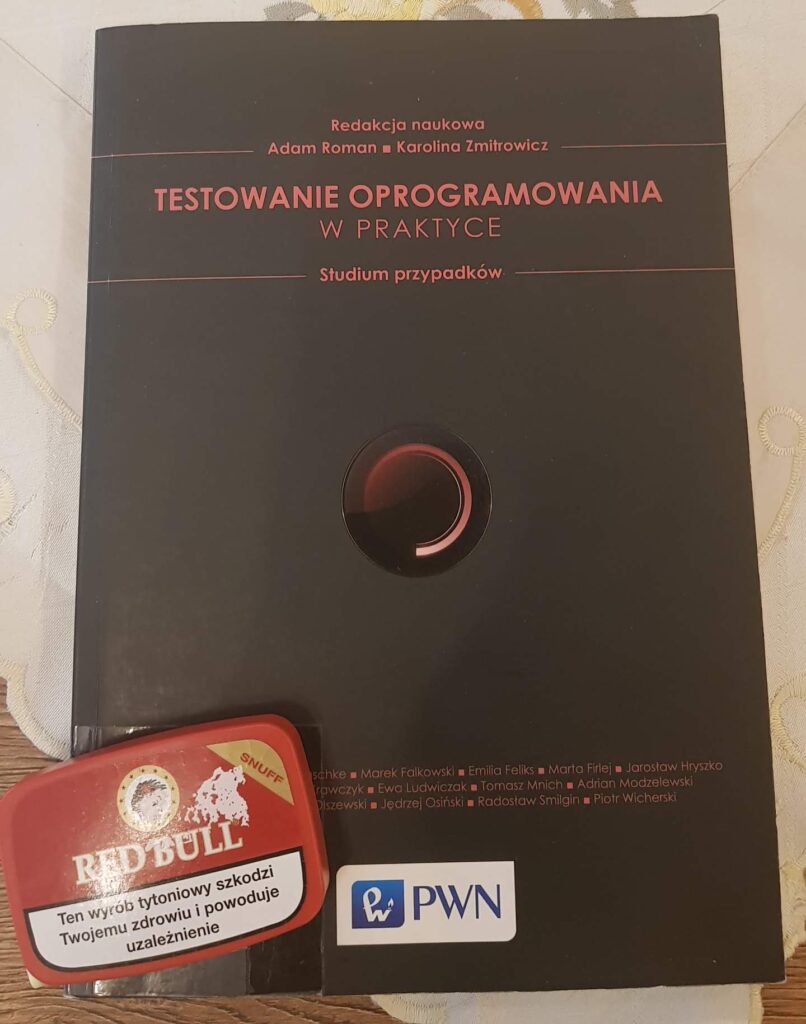 Redakcja naukowa
Adam Roman ■ Karolina Zmitrowicz
TESTOWANIE OPROGRAMOWANIA
W PRAKTYCE
Studium przypadków
■ Marek Falkowski ■ Emilia Feliks ■ Marta Firlej ■ Jarosław Hryszko
■ Ewa Ludwiczak ■ Tomasz Mnich ■ Adrian Modzelewski
Olszewski ■ Jędrzej Osiński ■ Radosław Smilgin ■ Piotr Wicherski
PWN
SNUFF
RED BULL
Ten wyrób tytoniowy szkodzi
Twojemu zdrowiu i powoduje
uzależnienie